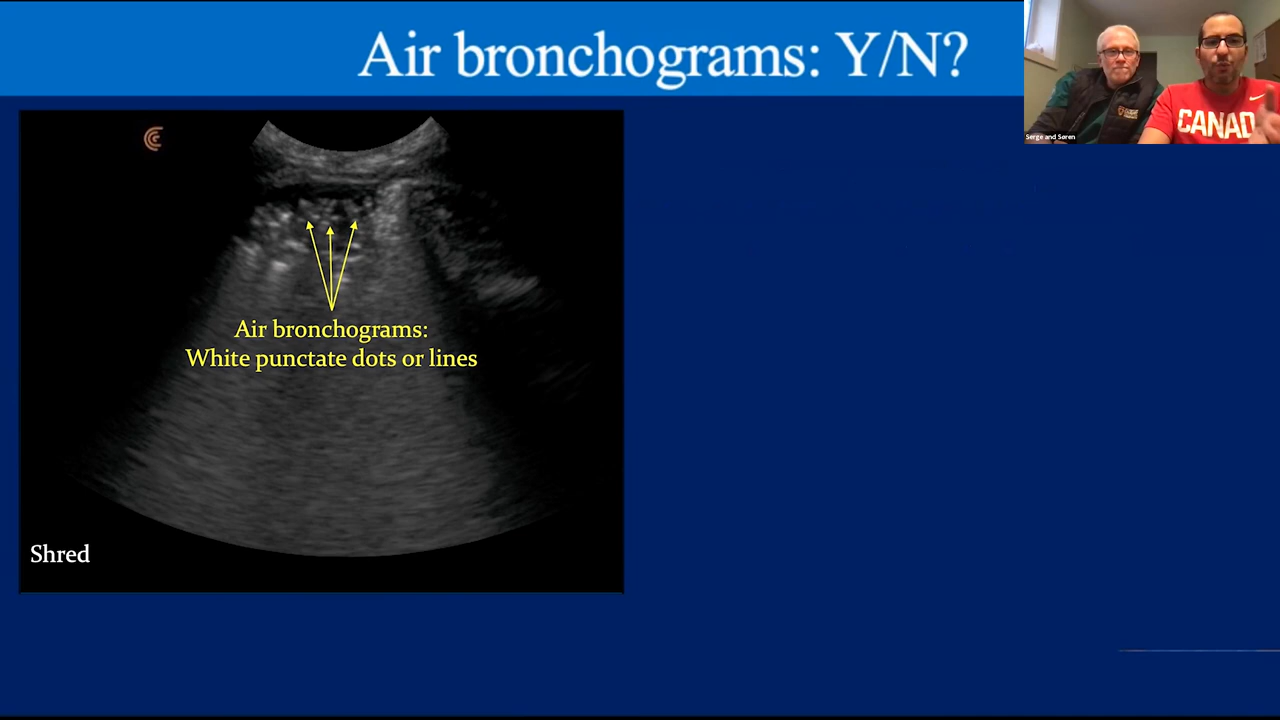 Air bronchograms: Y/N?
Serge and Søren
CANAD
Air bronchograms:
White punctate dots or lines
Shred